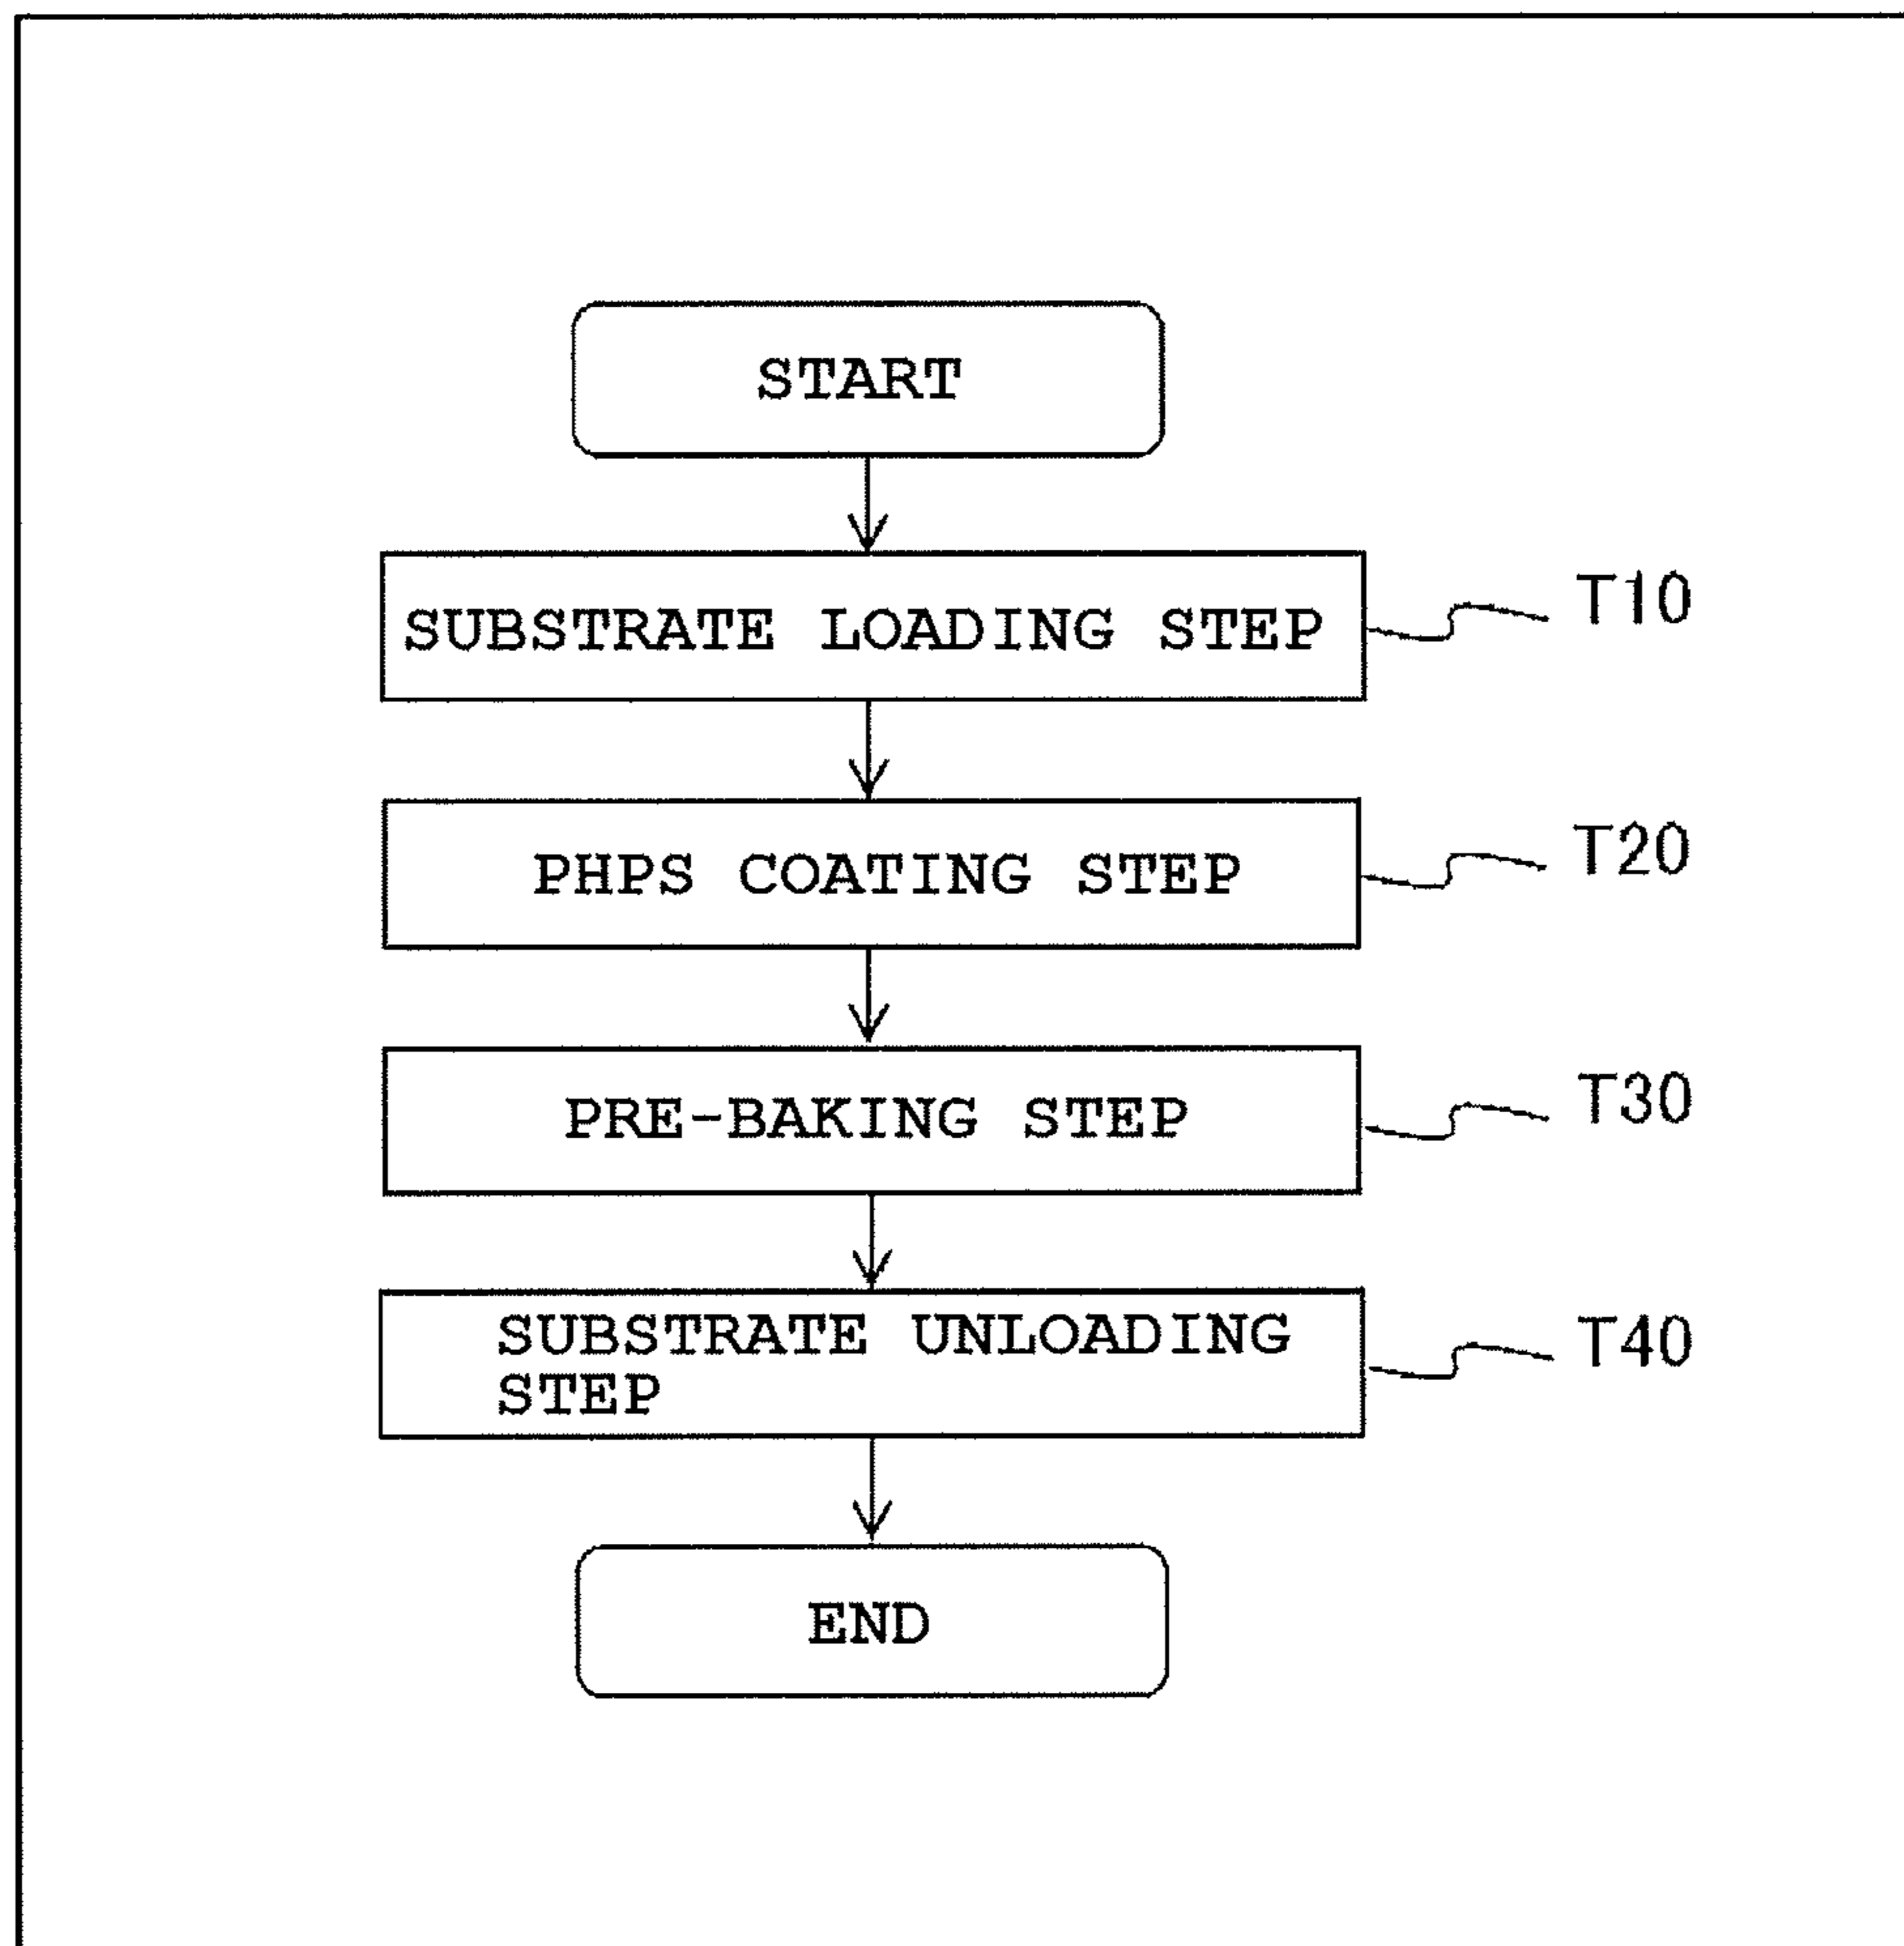 START
SUBSTRATE LOADING STEP
T10
PHPS COATING STEP
T20
PRE-BAKING STEP
T30
SUBSTRATE UNLOADING
STEP
T40
END